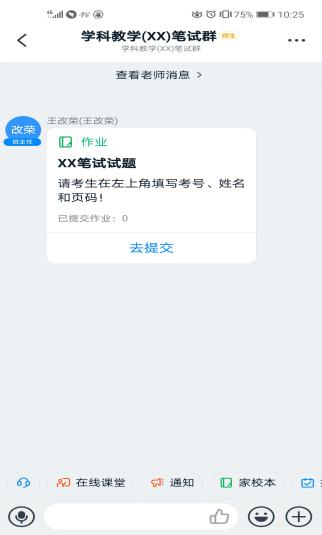 75% 10:25
学科教学(XX)笔试群 师生
学科教学(XX)笔试群
查看老师消息 >
王改荣(王改荣)
改荣
班主任
作业
XX笔试试题
请考生在左上角填写考号、姓名
和页码!
已提交作业: 0
去提交
在线课堂 通知 家校本